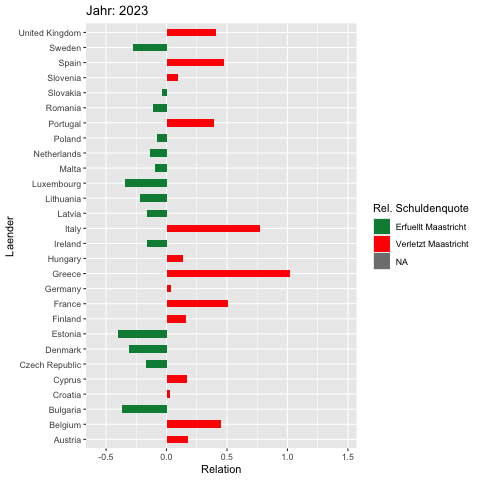 Jahr: 2023
United Kingdom
Sweden
Spain
Slovenia
Slovakia
Romania
Portugal
Poland
Netherlands
Malta
Luxembourg
Lithuania
Latvia
Italy
Ireland
Hungary
Greece
Germany
France
Finland
Estonia
Denmark
Czech Republic
Cyprus
Croatia
Bulgaria
Belgium
Austria
Laender
-0.5 0.0 0.5 1.0 1.5
Relation
Rel. Schuldenquote
Erfuellt Maastricht
Verletzt Maastricht
NA